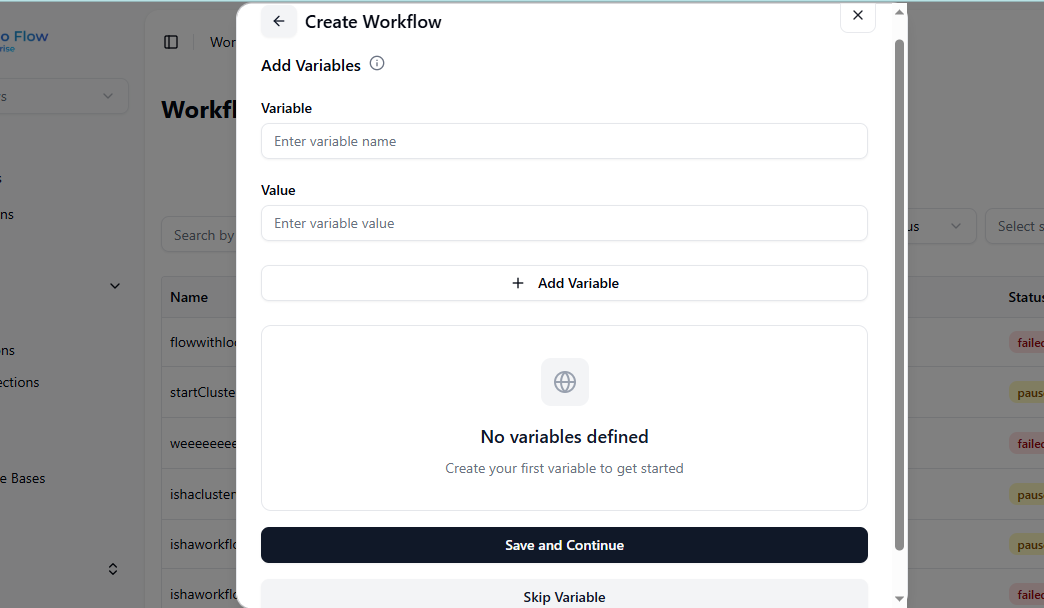 Create Workflow
o Flow
rise
Wor
Add Variables
s
Workfl
Variable
Enter variable name
s
Value
ns
Enter variable value
us
Select s
Search by
Add Variable
Name
Status
flowwithlo
failed
ns
ections
startCluste
No variables defined
paus
weeeeeeee
Create your first variable to get started
failed
e Bases
ishacluster
paus
ishaworkflo
Save and Continue
paus
ishaworkflo
Skip Variable
failed